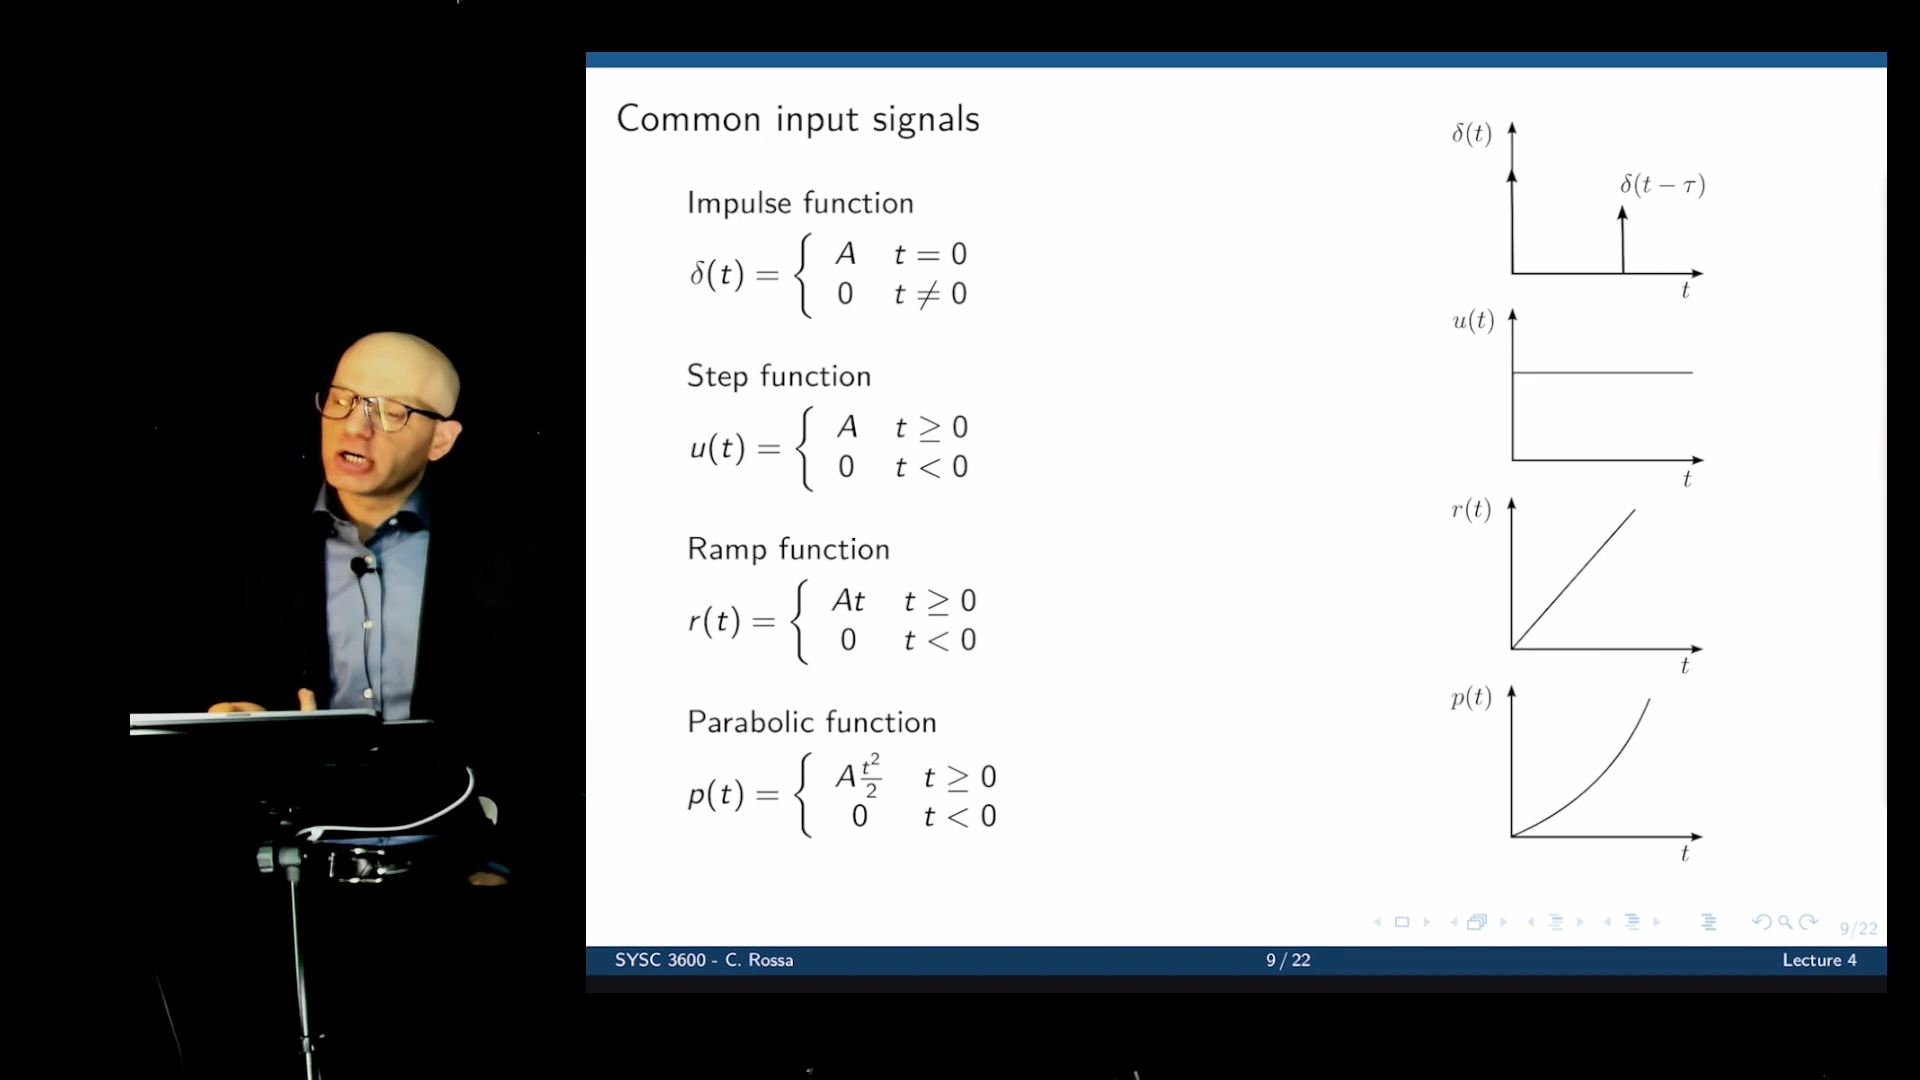 Common input signals
Impulse function
δ(t) = { A t = 0
0 t ≠ 0
Step function
u(t) = { A t ≥ 0
0 t < 0
Ramp function
r(t) = { At t ≥ 0
0 t < 0
Parabolic function
p(t) = { A t²/2 t ≥ 0
0 t < 0
δ(t)
δ(t − τ)
t
u(t)
t
r(t)
t
p(t)
t
9/22
SYSC 3600 - C. Rossa
9 / 22
Lecture 4